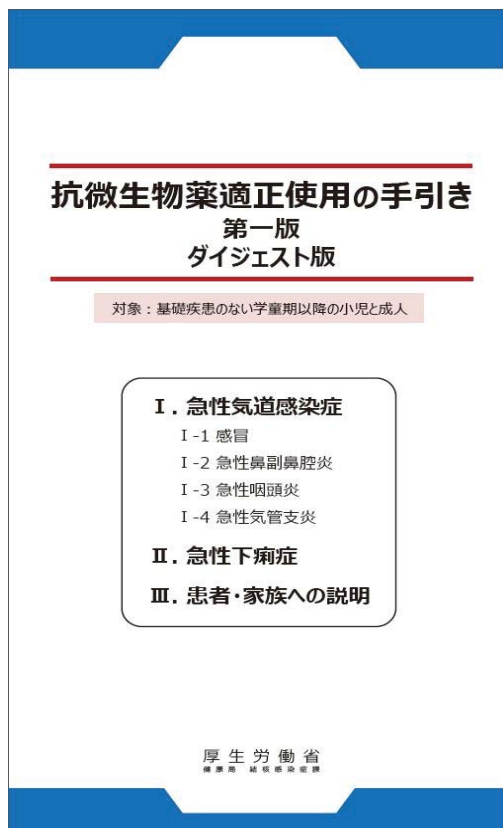 抗微生物薬適正使用の手引き
第一版
ダイジェスト版
対象：基礎疾患のない学童期以降の小児と成人
Ⅰ. 急性気道感染症
Ⅰ-1 感冒
Ⅰ-2 急性鼻副鼻腔炎
Ⅰ-3 急性咽頭炎
Ⅰ-4 急性気管支炎
Ⅱ. 急性下痢症
Ⅲ. 患者・家族への説明
厚生労働省
健康局 結核感染症課